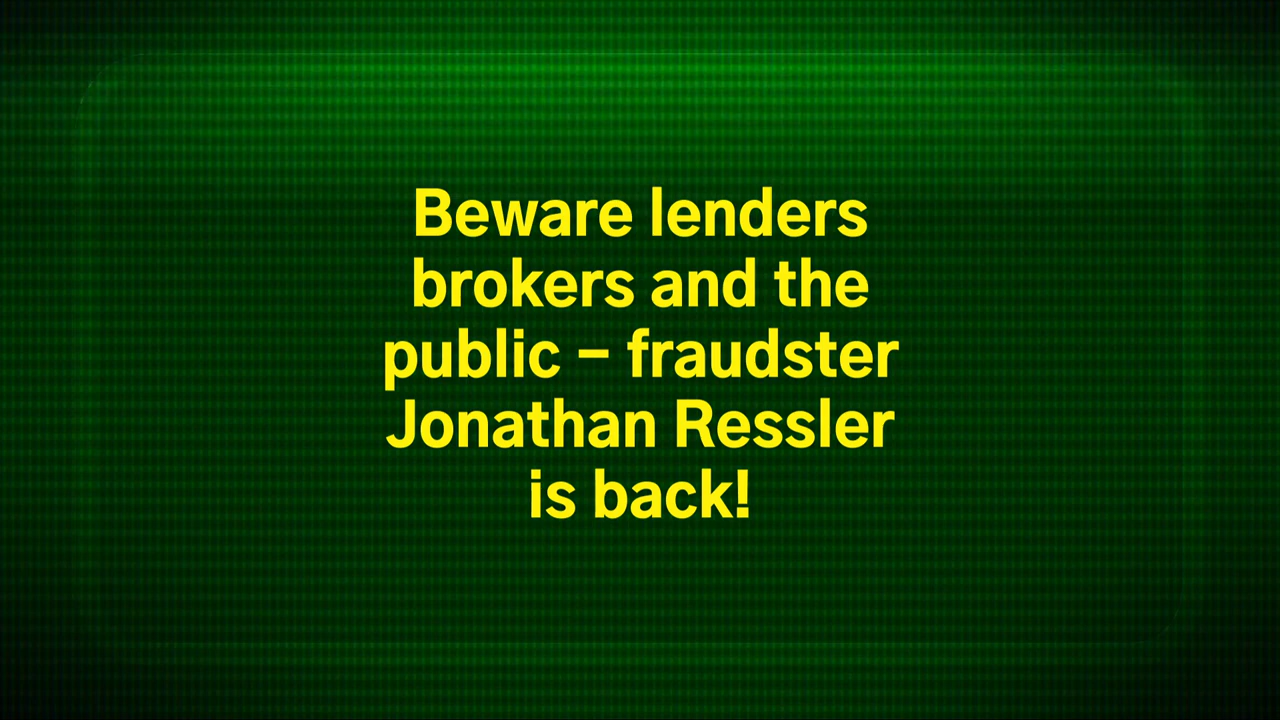 Beware lenders
brokers and the
public – fraudster
Jonathan Ressler
is back!